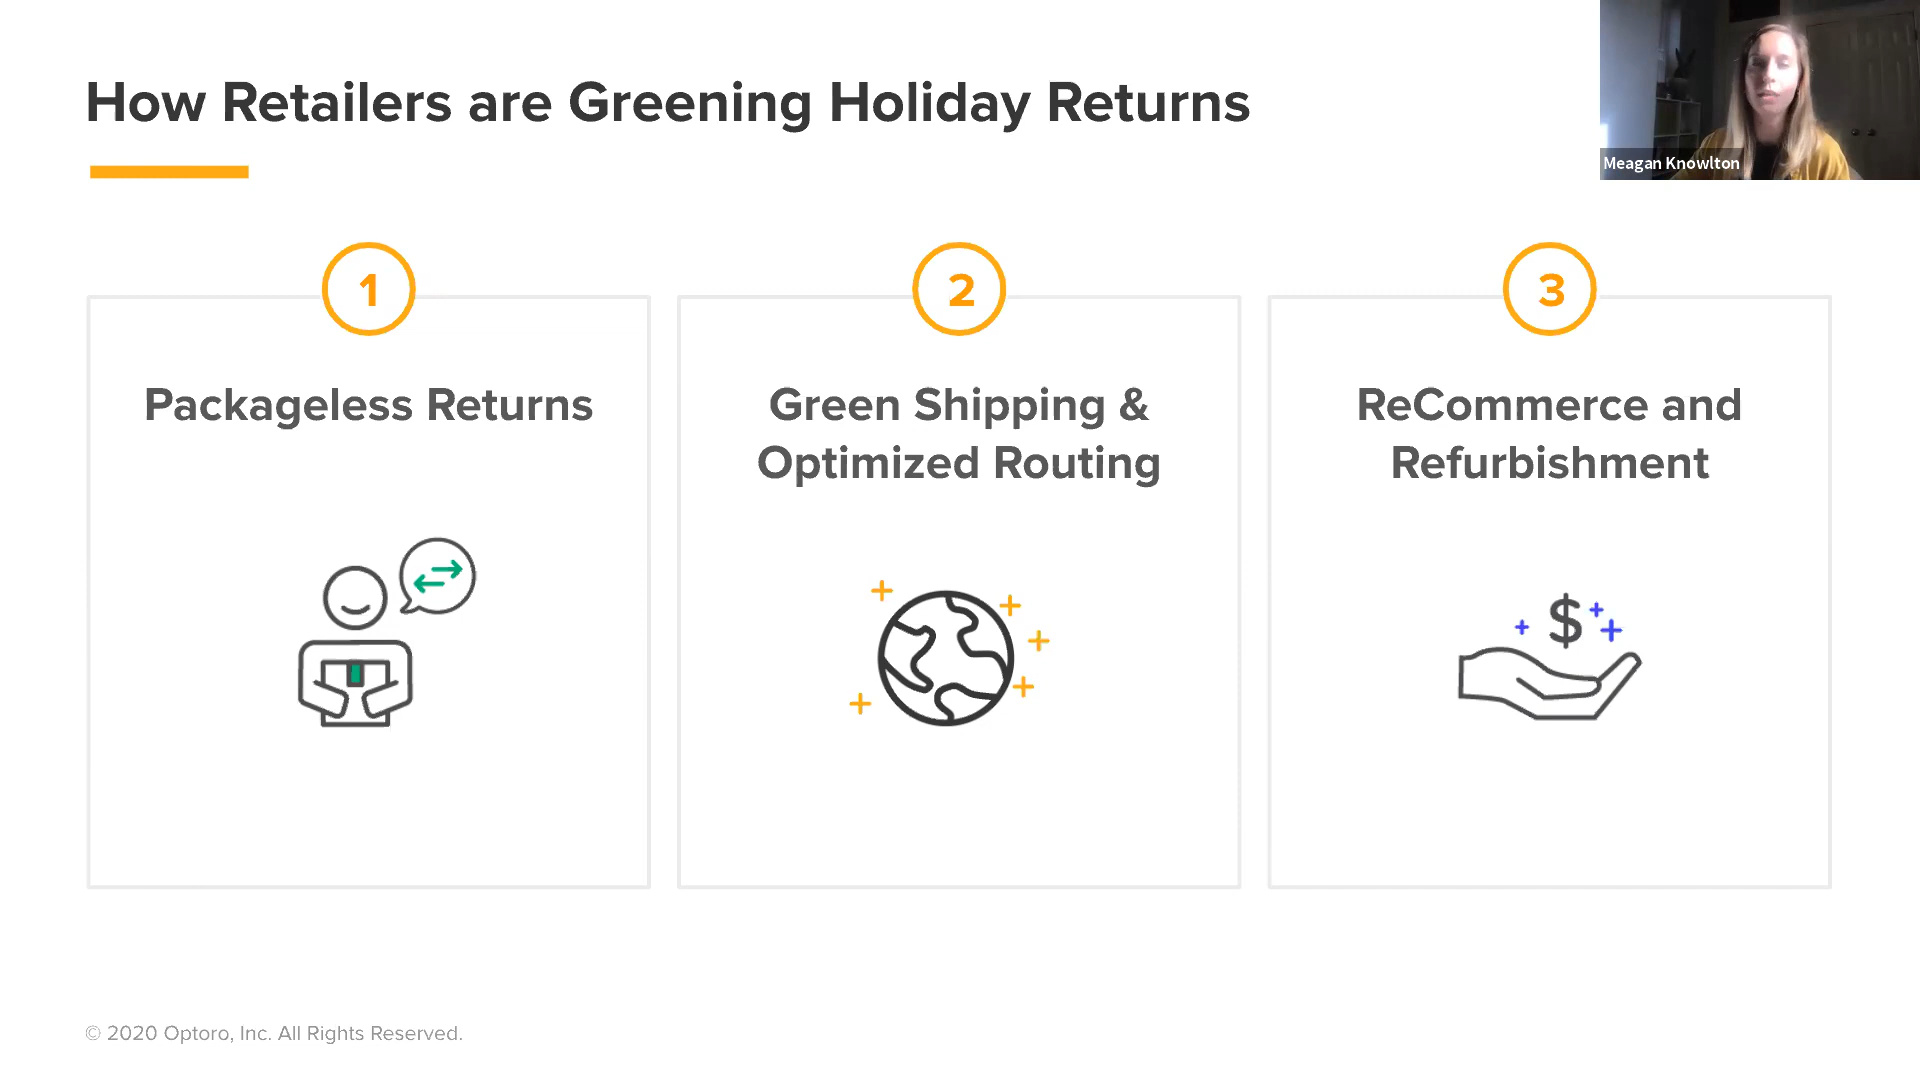 How Retailers are Greening Holiday Returns
Meagan Knowlton
1
Packageless Returns
2
Green Shipping &
Optimized Routing
3
ReCommerce and
Refurbishment
$
© 2020 Optoro, Inc. All Rights Reserved.